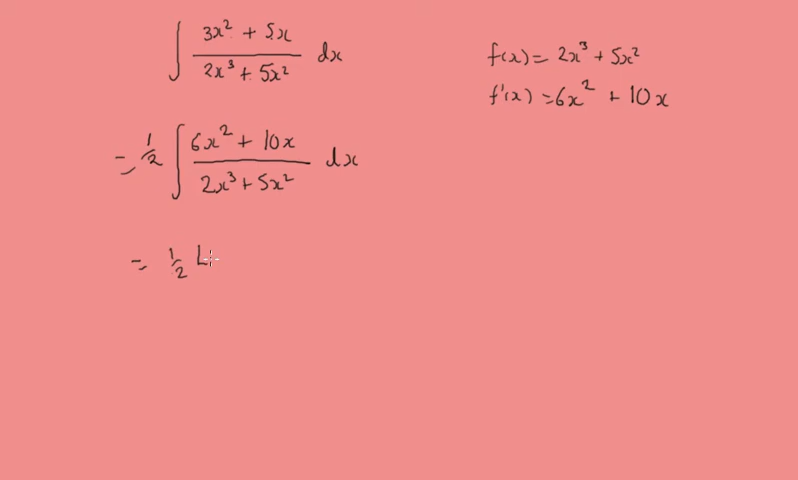 ∫ (3x² + 5x)/(2x³ + 5x²) dx
f(x) = 2x³ + 5x²
f'(x) = 6x² + 10x
= ½ ∫ (6x² + 10x)/(2x³ + 5x²) dx
= ½ L